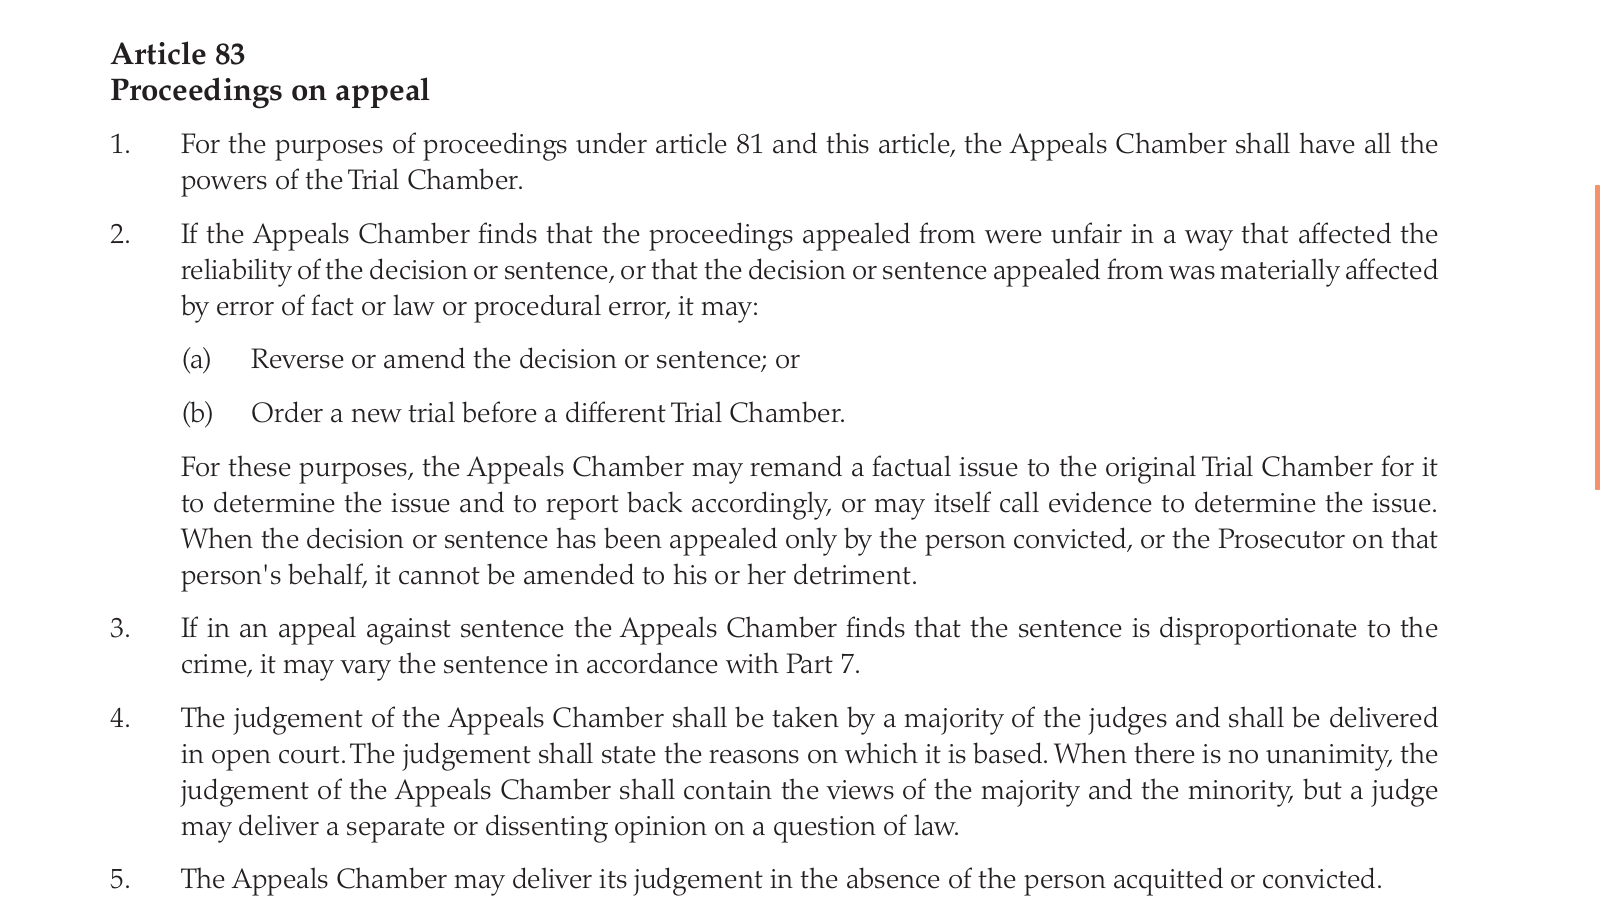 Article 83
Proceedings on appeal
1. For the purposes of proceedings under article 81 and this article, the Appeals Chamber shall have all the
powers of the Trial Chamber.
2. If the Appeals Chamber finds that the proceedings appealed from were unfair in a way that affected the
reliability of the decision or sentence, or that the decision or sentence appealed from was materially affected
by error of fact or law or procedural error, it may:
(a) Reverse or amend the decision or sentence; or
(b) Order a new trial before a different Trial Chamber.
For these purposes, the Appeals Chamber may remand a factual issue to the original Trial Chamber for it
to determine the issue and to report back accordingly, or may itself call evidence to determine the issue.
When the decision or sentence has been appealed only by the person convicted, or the Prosecutor on that
person's behalf, it cannot be amended to his or her detriment.
3. If in an appeal against sentence the Appeals Chamber finds that the sentence is disproportionate to the
crime, it may vary the sentence in accordance with Part 7.
4. The judgement of the Appeals Chamber shall be taken by a majority of the judges and shall be delivered
in open court. The judgement shall state the reasons on which it is based. When there is no unanimity, the
judgement of the Appeals Chamber shall contain the views of the majority and the minority, but a judge
may deliver a separate or dissenting opinion on a question of law.
5. The Appeals Chamber may deliver its judgement in the absence of the person acquitted or convicted.